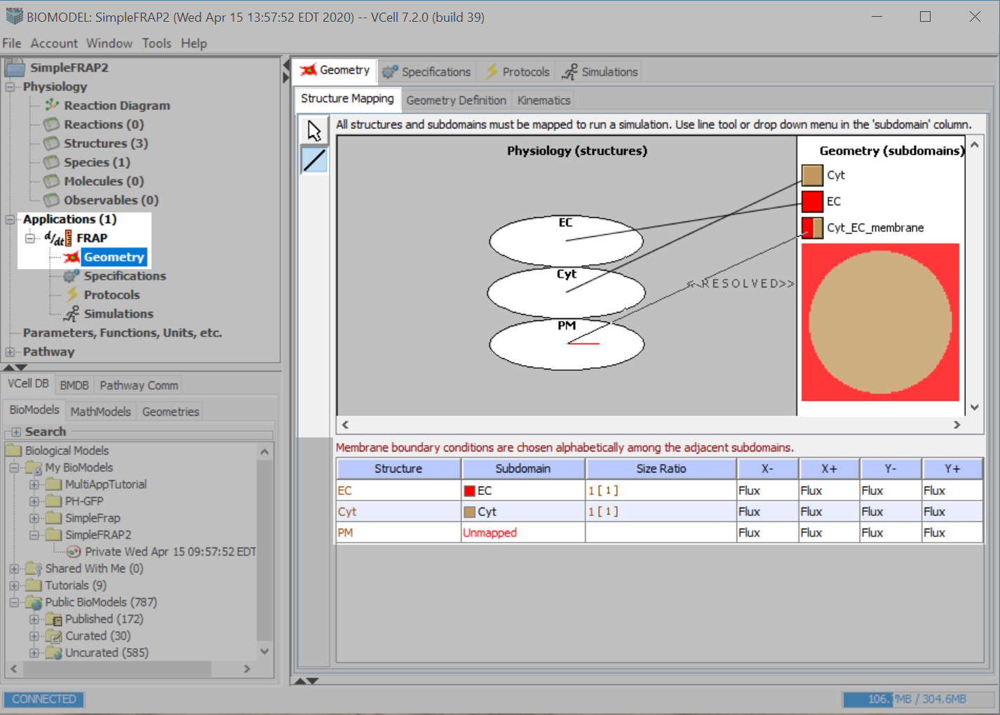 BIOMODEL: SimpleFRAP2 (Wed Apr 15 13:57:52 EDT 2020) -- VCell 7.2.0 (build 39)
File Account Window Tools Help
SimpleFRAP2
Physiology
Reaction Diagram
Reactions (0)
Structures (3)
Species (1)
Molecules (0)
Observables (0)
Applications (1)
d/dt FRAP
Geometry
Specifications
Protocols
Simulations
Parameters, Functions, Units, etc.
Pathway
VCell DB BMDB Pathway Comm
BioModels MathModels Geometries
Search
Biological Models
My BioModels
MultiAppTutorial
PH-GFP
SimpleFrap
SimpleFRAP2
Private Wed Apr 15 09:57:52 EDT
Shared With Me (0)
Tutorials (9)
Public BioModels (787)
Published (172)
Curated (30)
Uncurated (585)
Geometry Specifications Protocols Simulations
Structure Mapping Geometry Definition Kinematics
All structures and subdomains must be mapped to run a simulation. Use line tool or drop down menu in the 'subdomain' column.
Physiology (structures) Geometry (subdomains)
Cyt
EC
Cyt_EC_membrane
EC
Cyt
<<RESOLVED>>
PM
Membrane boundary conditions are chosen alphabetically among the adjacent subdomains.
Structure Subdomain Size Ratio X- X+ Y- Y+
EC EC 1 [ 1 ] Flux Flux Flux Flux
Cyt Cyt 1 [ 1 ] Flux Flux Flux Flux
PM Unmapped Flux Flux Flux Flux
CONNECTED 106.7MB / 304.6MB